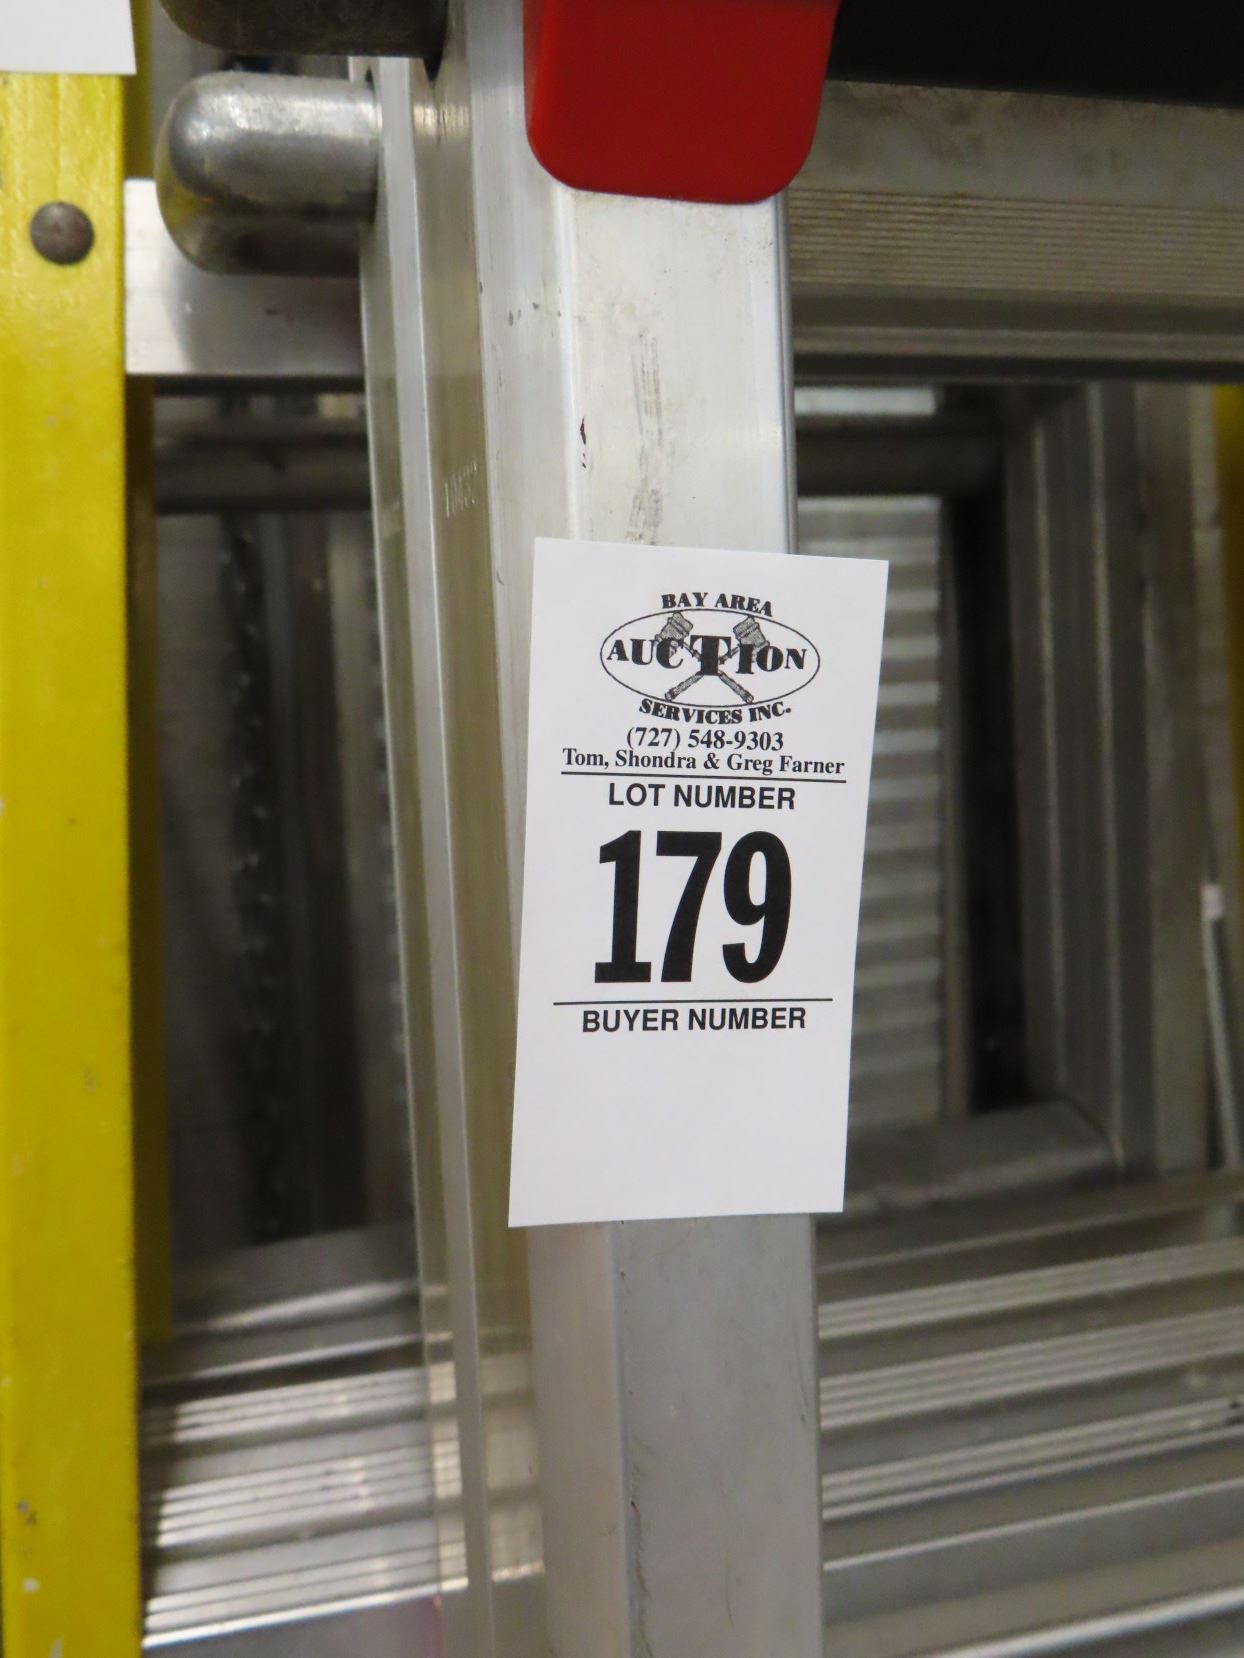 BAY AREA
AUCTION
SERVICES INC.
(727) 548-9303
Tom, Shondra & Greg Farner
LOT NUMBER
179
BUYER NUMBER